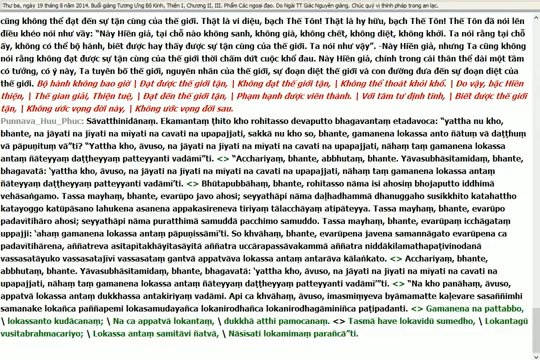 Thứ ba, ngày 19 tháng 8 năm 2014. Buổi giảng Tương Ưng Bộ Kinh, Thiên I, Chương II, III. Phẩm Các ngoại đạo. Do Ngài TT Giác Nguyên giảng. Chúc quý vị thính pháp trong an lạc.
cũng không thể đạt đến sự tận cùng của thế giới. Thật là vi diệu, bạch Thế Tôn! Thật là hy hữu, bạch Thế Tôn! Thế Tôn đã nói lên
điều khéo nói như vậy: "Này Hiền giả, tại chỗ nào không sanh, không già, không chết, không diệt, không khởi. Ta nói rằng tại chỗ
ấy, không có thể bộ hành, biết được hay thấy được sự tận cùng của thế giới. Ta nói như vậy". -Này Hiền giả, nhưng Ta cũng không
nói rằng không đạt được sự tận cùng của thế giới thời chấm dứt cuộc khổ đau. Này Hiền giả, chính trong cái thân thể dài một tầm
có tưởng, có ý này, Ta tuyên bố thế giới, nguyên nhân của thế giới, sự đoạn diệt thế giới và con đường đưa đến sự đoạn diệt của
thế giới. Bộ hành không bao giờ | Đạt được thế giới tận, | Không đạt thế giới tận, | Không thể thoát khỏi khổ. | Do vậy, bậc Hiền
thiện, | Thế gian giải, Thiện tuệ, | Đạt đến thế giới tận, | Phạm hạnh được viên thành. | Với tâm tư định tỉnh, | Biết được thế giới
tận, | Không ước vọng đời này, | Không ước vọng đời sau.
Punnava_Huu_Phuc: Sāvatthinidānaṃ. Ekamantaṃ ṭhito kho rohitasso devaputto bhagavantaṃ etadavoca: "yattha nu kho,
bhante, na jāyati na jīyati na mīyati na cavati na upapajjati, sakkā nu kho so, bhante, gamanena lokassa anto ñātuṃ vā daṭṭhuṃ
vā pāpuṇituṃ vā"ti? "Yattha kho, āvuso, na jāyati na jīyati na mīyati na cavati na upapajjati, nāhaṃ taṃ gamanena lokassa
antaṃ ñāteyyaṃ daṭṭheyyaṃ patteyyanti vadāmī"ti. <> "Acchariyaṃ, bhante, abbhutaṃ, bhante. Yāvasubhāsitamidaṃ, bhante,
bhagavatā: 'yattha kho, āvuso, na jāyati na jīyati na mīyati na cavati na upapajjati, nāhaṃ taṃ gamanena lokassa antaṃ
ñāteyyaṃ daṭṭheyyaṃ patteyyanti vadāmī'ti. <> Bhūtapubbāhaṃ, bhante, rohitasso nāma isi ahosiṃ bhojaputto iddhimā
vehāsaṅgamo. Tassa mayhaṃ, bhante, evarūpo javo ahosi; seyyathāpi nāma daḷhadhammā dhanuggaho susikkhito katahattho
katayoggo katūpāsano lahukena asanena appakasireneva tiriyaṃ tālacchāyaṃ atipāteyya. Tassa mayhaṃ, bhante, evarūpo
padavītihāro ahosi; seyyathāpi nāma puratthimā samuddā pacchimo samuddo. Tassa mayhaṃ, bhante, evarūpaṃ icchāgataṃ
uppajji: 'ahaṃ gamanena lokassa antaṃ pāpuṇissāmī'ti. So khvāhaṃ, bhante, evarūpena javena samannāgato evarūpena ca
padavītihārena, aññatreva asitapītakhāyitasāyitā aññatra uccārapassāvakammā aññatra niddākilamathapaṭivinodanā
vassasatāyuko vassasatajīvī vassasataṃ gantvā appatvāva lokassa antaṃ antarāva kālaṅkato. <> Acchariyaṃ, bhante,
abbhutaṃ, bhante. Yāvasubhāsitamidaṃ, bhante, bhagavatā: 'yattha kho, āvuso, na jāyati na jīyati na mīyati na cavati na
upapajjati, nāhaṃ taṃ gamanena lokassa antaṃ ñāteyyaṃ daṭṭheyyaṃ patteyyanti vadāmī'"ti. <> "Na kho panāhaṃ, āvuso,
appatvā lokassa antaṃ dukkhassa antakiriyaṃ vadāmi. Api ca khvāhaṃ, āvuso, imasmiṃyeva byāmamatte kaḷevare sasaññimhi
samanake lokañca paññapemi lokasamudayañca lokanirodhañca lokanirodhagāminiñca paṭipadanti. <> Gamanena na pattabbo,
\ lokassanto kudācanaṃ; \ Na ca appatvā lokantaṃ, \ dukkhā atthi pamocanaṃ. <> Tasmā have lokavidū sumedho, \ Lokantagū
vusitabrahmacariyo; \ Lokassa antaṃ samitāvi ñatvā, \ Nāsīsati lokamimaṃ parañcā"ti.